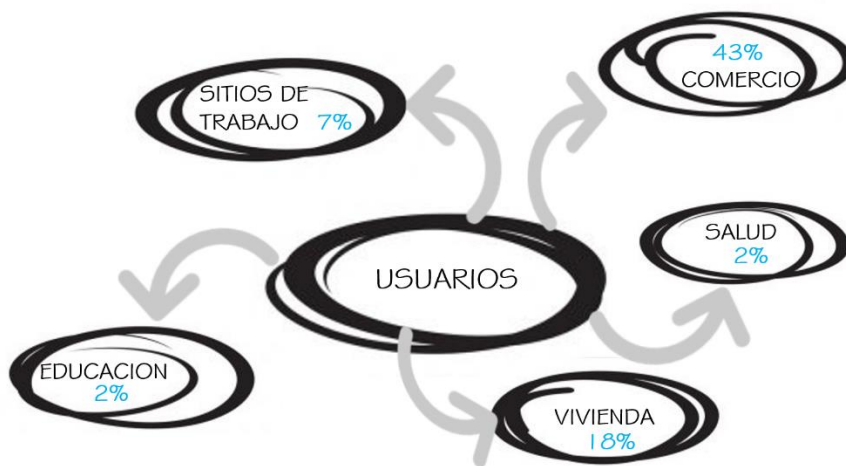 43%
COMERCIO
SITIOS DE
TRABAJO 7%
SALUD
2%
USUARIOS
EDUCACION
2%
VIVIENDA
18%